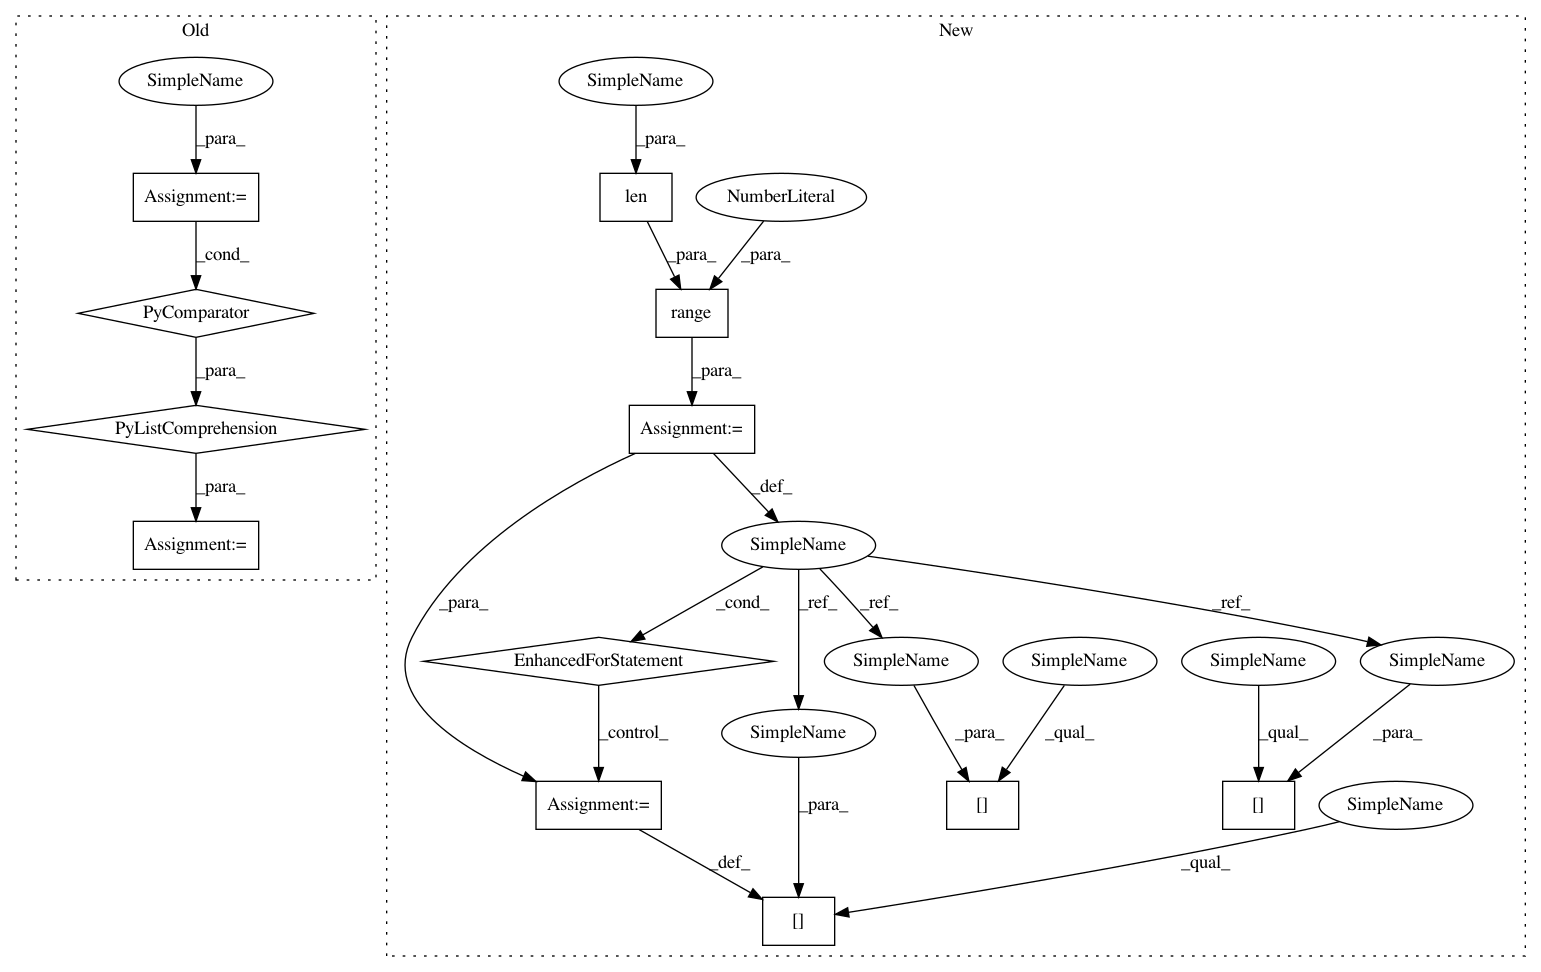 Old
New
SimpleName
SimpleName
_para_
_para_
Assignment:=
len
NumberLiteral
_cond_
_para_
_para_
PyComparator
range
_para_
_para_
PyListComprehension
Assignment:=
_para_
_def_
Assignment:=
SimpleName
_para_
_cond_
_ref_
_ref_
_ref_
EnhancedForStatement
SimpleName
SimpleName
SimpleName
SimpleName
_control_
SimpleName
_para_
_qual_
_qual_
_para_
Assignment:=
_para_
[]
[]
SimpleName
_def_
_qual_
[]